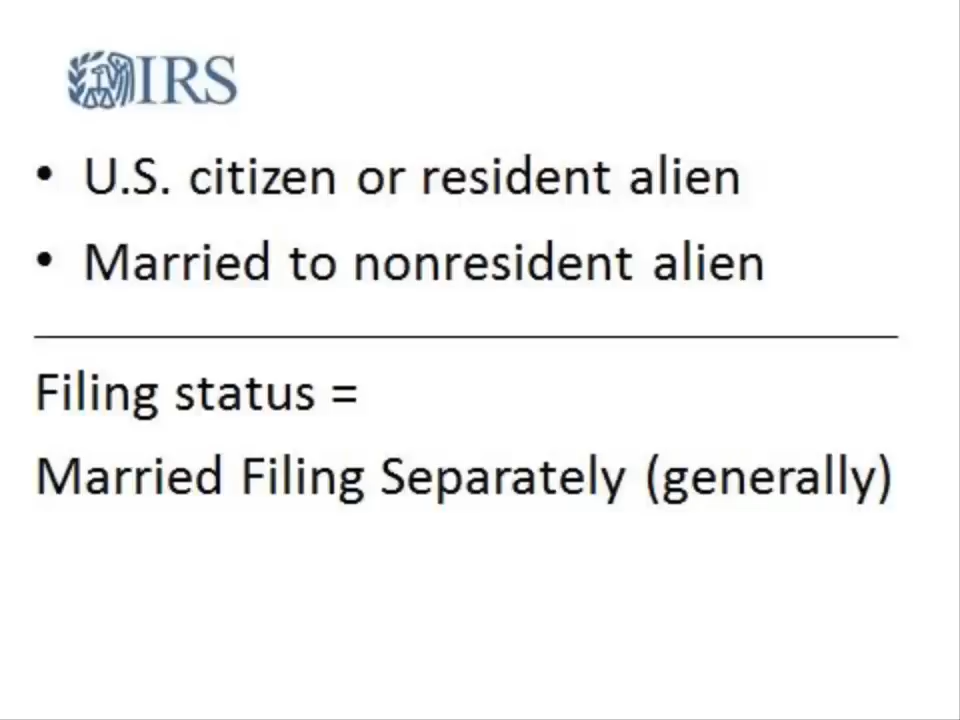 IRS
• U.S. citizen or resident alien
• Married to nonresident alien
Filing status =
Married Filing Separately (generally)